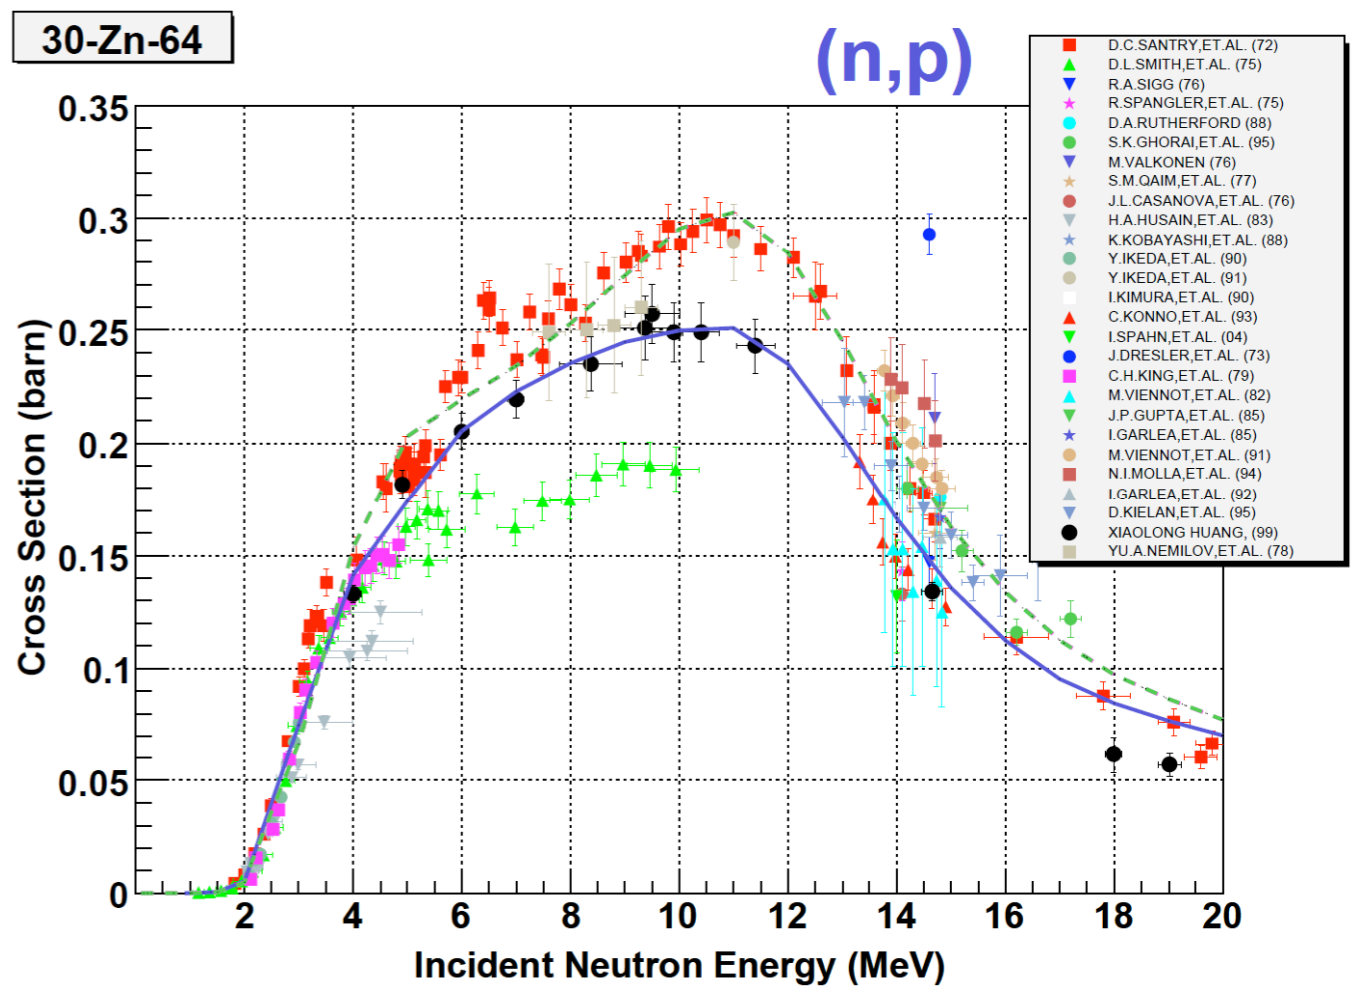 30-Zn-64
(n,p)
D.C.SANTRY,ET.AL. (72)
D.L.SMITH,ET.AL. (75)
R.A.SIGG (76)
R.SPANGLER,ET.AL. (75)
D.A.RUTHERFORD (88)
S.K.GHORAI,ET.AL. (95)
M.VALKONEN (76)
S.M.QAIM,ET.AL. (77)
J.L.CASANOVA,ET.AL. (76)
H.A.HUSAIN,ET.AL. (83)
K.KOBAYASHI,ET.AL. (88)
Y.IKEDA,ET.AL. (90)
Y.IKEDA,ET.AL. (91)
I.KIMURA,ET.AL. (90)
C.KONNO,ET.AL. (93)
I.SPAHN,ET.AL. (04)
J.DRESLER,ET.AL. (73)
C.H.KING,ET.AL. (79)
M.VIENNOT,ET.AL. (82)
J.P.GUPTA,ET.AL. (85)
I.GARLEA,ET.AL. (85)
M.VIENNOT,ET.AL. (91)
N.I.MOLLA,ET.AL. (94)
I.GARLEA,ET.AL. (92)
D.KIELAN,ET.AL. (95)
XIAOLONG HUANG, (99)
YU.A.NEMILOV,ET.AL. (78)
Cross Section (barn)
0.35
0.3
0.25
0.2
0.15
0.1
0.05
0
2 4 6 8 10 12 14 16 18 20
Incident Neutron Energy (MeV)